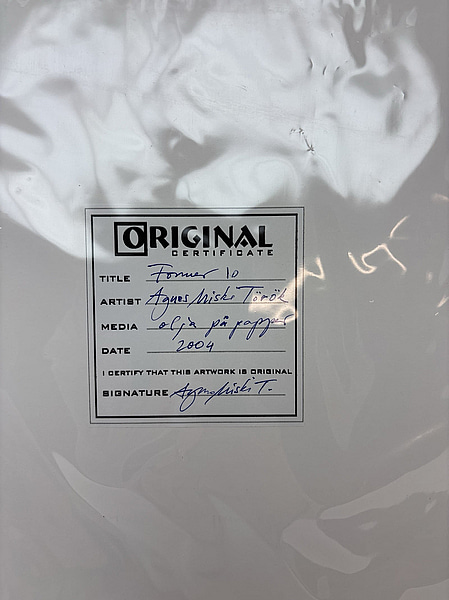 ORIGINAL
CERTIFICATE
TITLE Former 10
ARTIST Agnes Miski Török
MEDIA olja på papper
DATE 2004
I CERTIFY THAT THIS ARTWORK IS ORIGINAL
SIGNATURE Agnes Miski T.